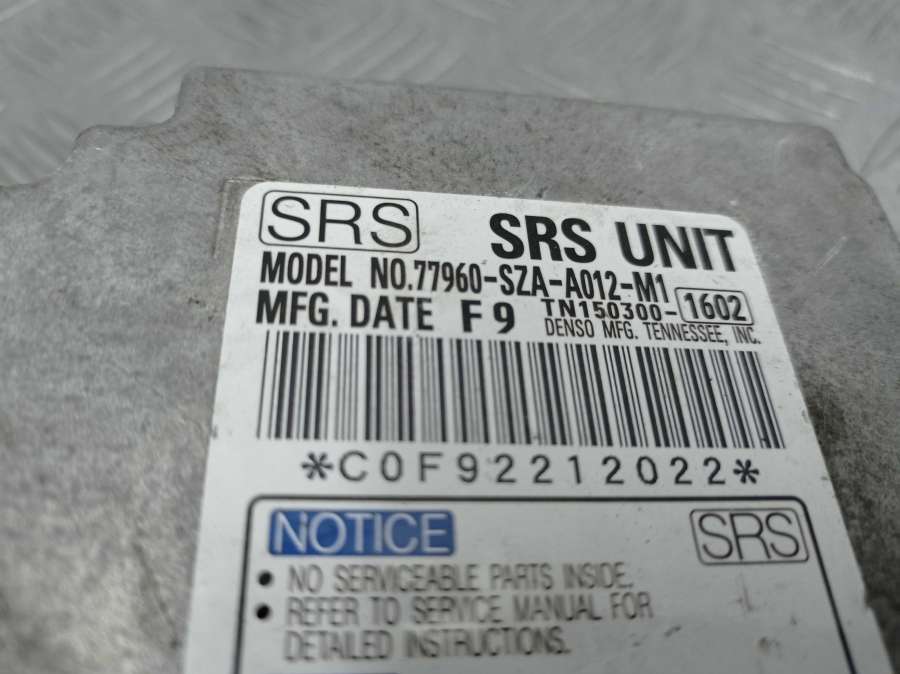 SRS SRS UNIT
MODEL NO.77960-SZA-A012-M1
MFG. DATE F 9 TN150300-1602
DENSO MFG. TENNESSEE, INC.
*C0F92212022*
NOTICE SRS
• NO SERVICEABLE PARTS INSIDE.
• REFER TO SERVICE MANUAL FOR
DETAILED INSTRUCTIONS.